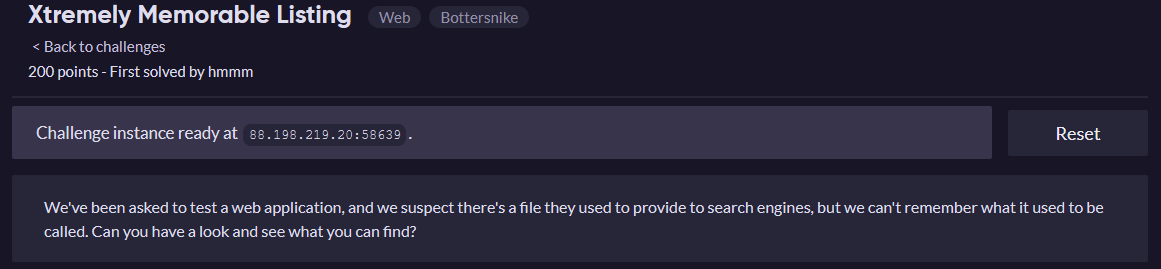 Xtremely Memorable Listing Web Bottersnike
< Back to challenges
200 points - First solved by hmmm
Challenge instance ready at 88.198.219.20:58639 . Reset
We've been asked to test a web application, and we suspect there's a file they used to provide to search engines, but we can't remember what it used to be
called. Can you have a look and see what you can find?